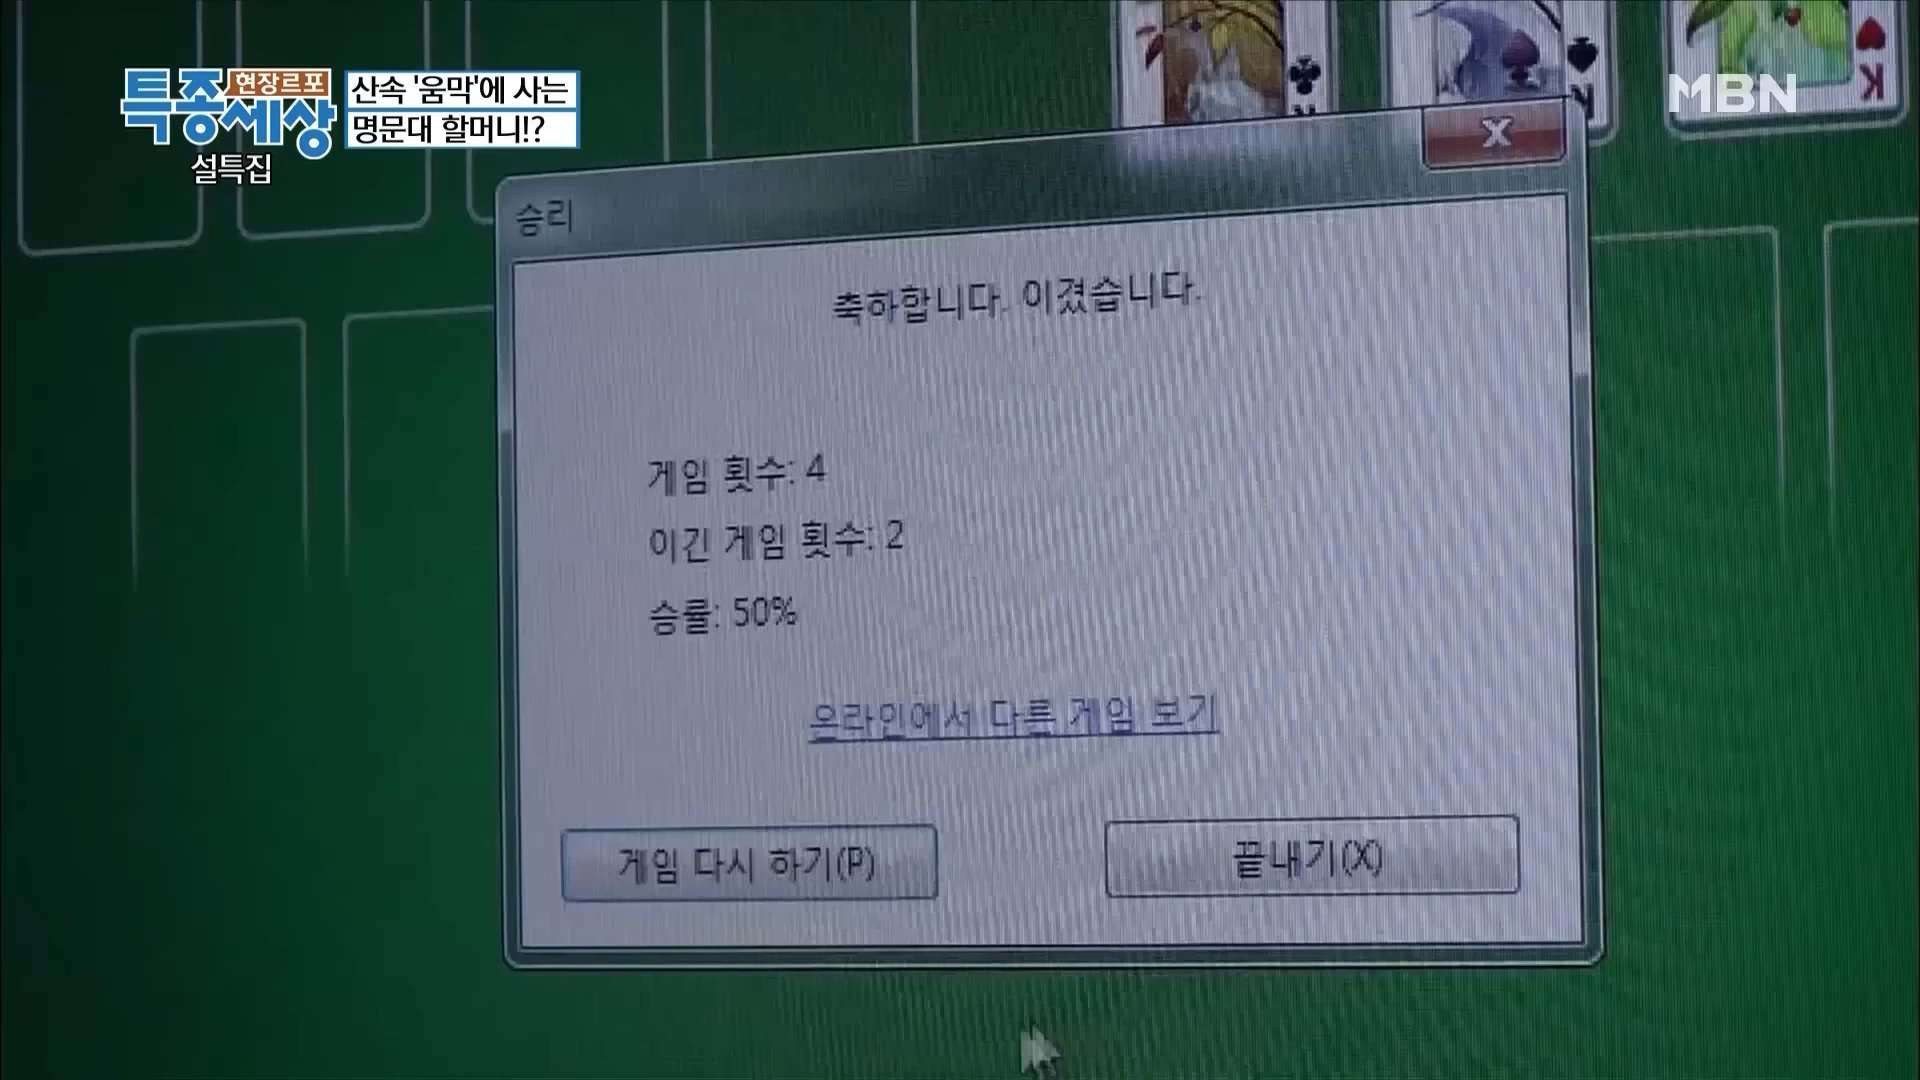 현장르포
특종세상
설특집
산속 '움막'에 사는
명문대 할머니!?
MBN
K
승리
X
축하합니다. 이겼습니다.
게임 횟수: 4
이긴 게임 횟수: 2
승률: 50%
온라인에서 다른 게임 보기
게임 다시 하기(P)
끝내기(X)